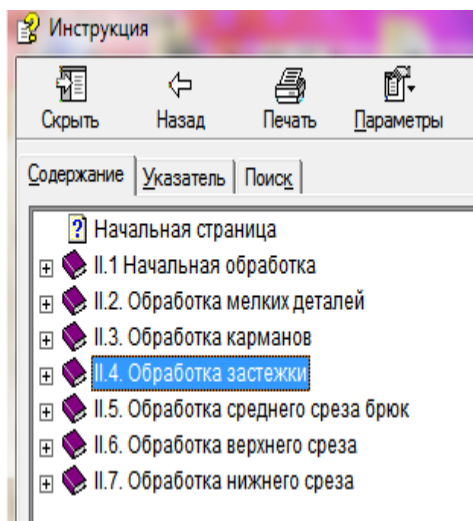 Инструкция
Скрыть Назад Печать Параметры
Содержание Указатель Поиск
Начальная страница
II.1 Начальная обработка
II.2. Обработка мелких деталей
II.3. Обработка карманов
II.4. Обработка застежки
II.5. Обработка среднего среза брюк
II.6. Обработка верхнего среза
II.7. Обработка нижнего среза